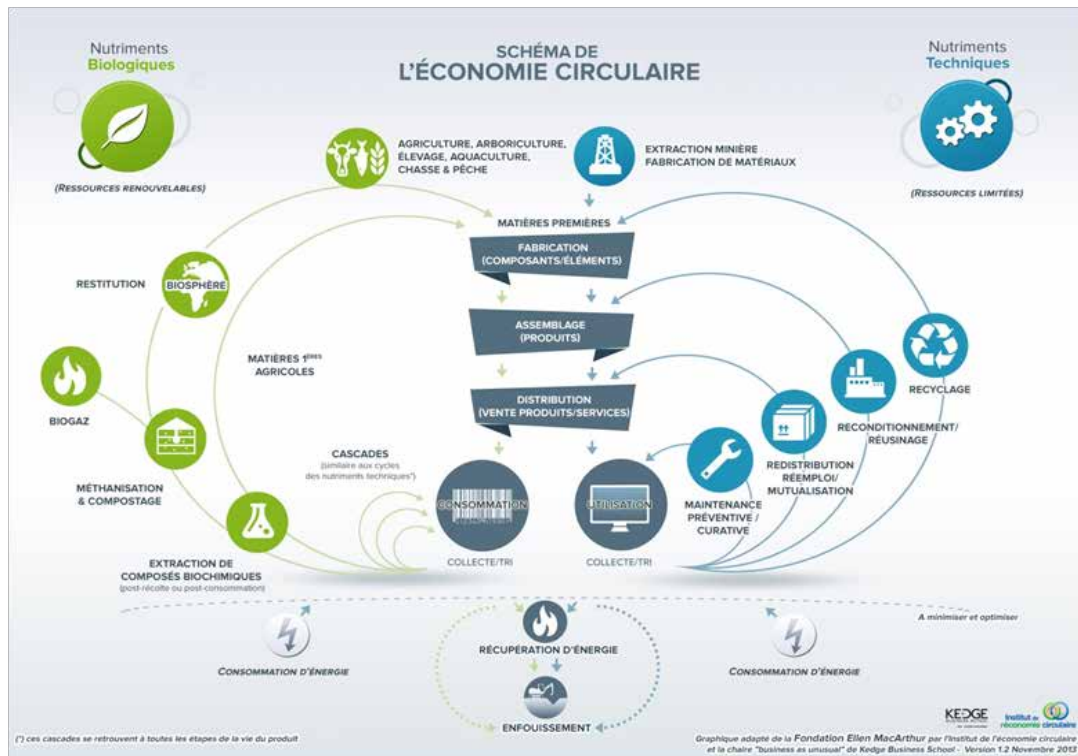 SCHÉMA DE
L'ÉCONOMIE CIRCULAIRE
Nutriments
Biologiques
(RESSOURCES RENOUVELABLES)
Nutriments
Techniques
(RESSOURCES LIMITÉES)
AGRICULTURE, ARBORICULTURE,
ÉLEVAGE, AQUACULTURE,
CHASSE & PÊCHE
EXTRACTION MINIÈRE
FABRICATION DE MATÉRIAUX
MATIÈRES PREMIÈRES
FABRICATION
(COMPOSANTS/ÉLÉMENTS)
RESTITUTION
BIOSPHÈRE
ASSEMBLAGE
(PRODUITS)
MATIÈRES 1ÈRES
AGRICOLES
RECYCLAGE
DISTRIBUTION
(VENTE PRODUITS/SERVICES)
BIOGAZ
RECONDITIONNEMENT/
RÉUSINAGE
CASCADES
(similaire aux cycles
des nutriments techniques*)
REDISTRIBUTION
RÉEMPLOI/
MUTUALISATION
MÉTHANISATION
& COMPOSTAGE
CONSOMMATION
UTILISATION
MAINTENANCE
PRÉVENTIVE /
CURATIVE
EXTRACTION DE
COMPOSÉS BIOCHIMIQUES
(post-récolte ou post-consommation)
COLLECTE/TRI
COLLECTE/TRI
A minimiser et optimiser
CONSOMMATION D'ÉNERGIE
RÉCUPÉRATION D'ÉNERGIE
CONSOMMATION D'ÉNERGIE
ENFOUISSEMENT
KEDGE
Institut de
l'économie circulaire
(*) ces cascades se retrouvent à toutes les étapes de la vie du produit
Graphique adapté de la Fondation Ellen MacArthur par l'Institut de l'économie circulaire
et la chaire "business as usual" de Kedge Business School - Version 1.2 Novembre